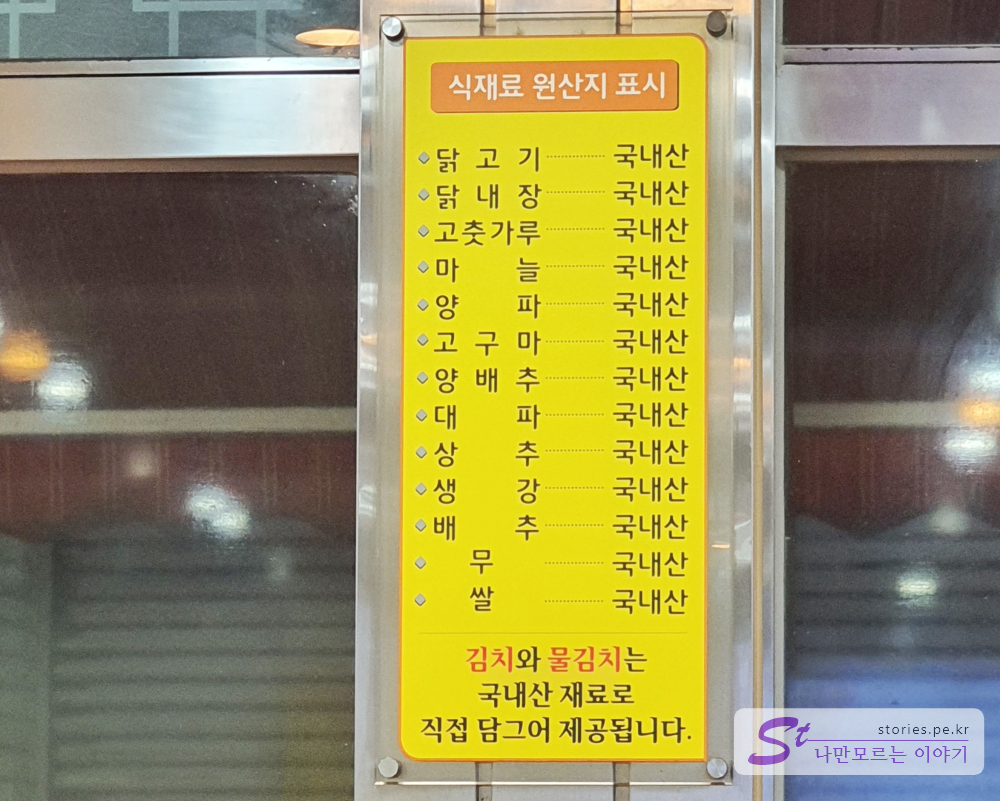 식재료 원산지 표시
닭고기 ………… 국내산
닭내장 ………… 국내산
고춧가루 ………… 국내산
마늘 ………… 국내산
양파 ………… 국내산
고구마 ………… 국내산
양배추 ………… 국내산
대파 ………… 국내산
상추 ………… 국내산
생강 ………… 국내산
배추 ………… 국내산
무 ………… 국내산
쌀 ………… 국내산
김치와 물김치는
국내산 재료로
직접 담그어 제공됩니다.
St stories.pe.kr
나만모르는 이야기